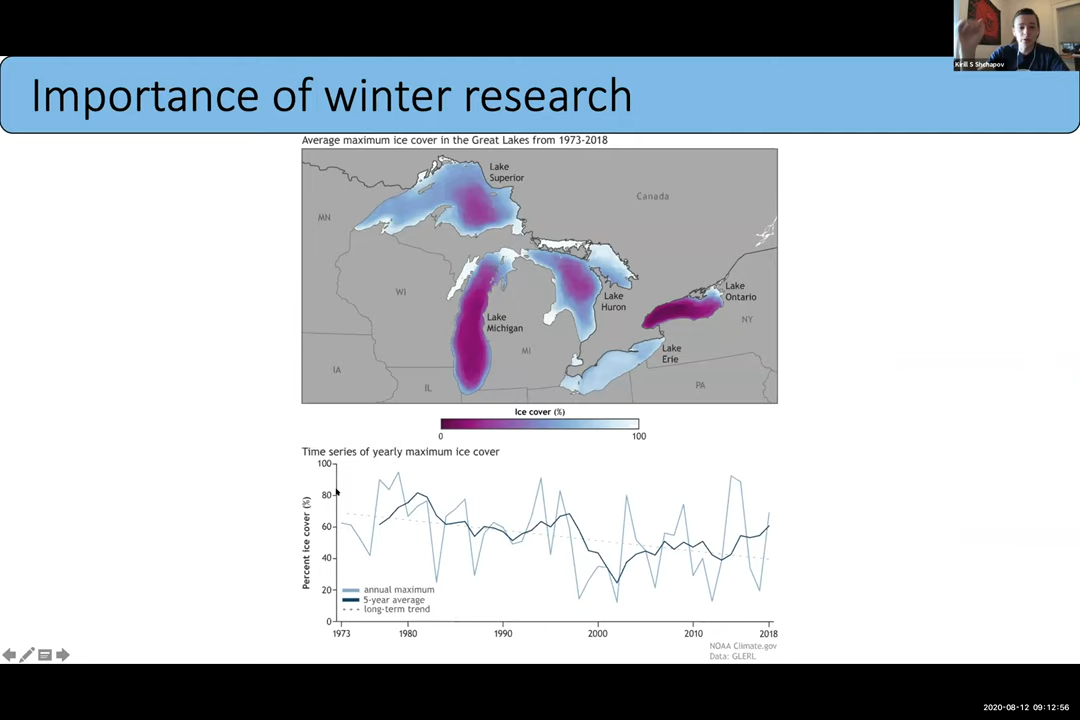 Kirill S Shchapov
Importance of winter research
Average maximum ice cover in the Great Lakes from 1973-2018
Lake
Superior
Canada
MN
WI
Lake
Huron
Lake
Ontario
NY
Lake
Michigan
MI
Lake
Erie
IA
IL
PA
Ice cover (%)
0
100
Time series of yearly maximum ice cover
Percent ice cover (%)
100
80
60
40
20
0
annual maximum
5-year average
long-term trend
1973
1980
1990
2000
2010
2018
NOAA Climate.gov
Data: GLERL
2020-08-12 09:12:56